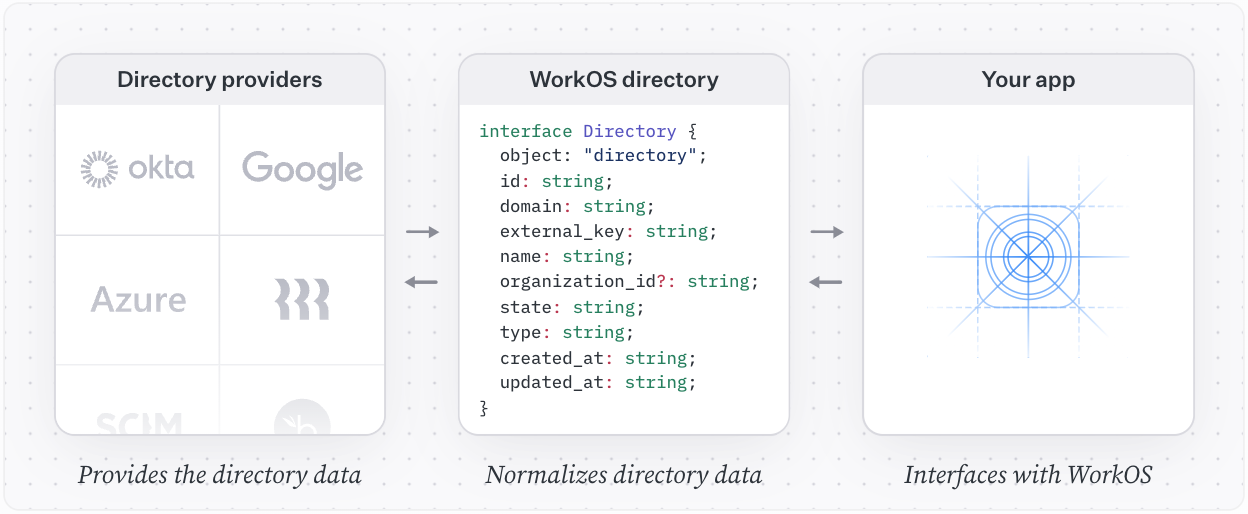 Directory providers
okta
Google
Azure
SCIM
Provides the directory data
WorkOS directory
interface Directory {
object: "directory";
id: string;
domain: string;
external_key: string;
name: string;
organization_id?: string;
state: string;
type: string;
created_at: string;
updated_at: string;
}
Normalizes directory data
Your app
Interfaces with WorkOS